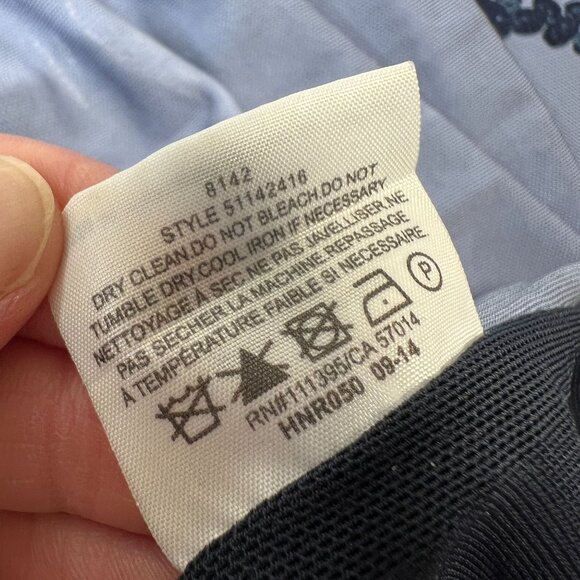 8142
STYLE 51142416
DRY CLEAN.DO NOT BLEACH.DO NOT
TUMBLE DRY.COOL IRON IF NECESSARY
NETTOYAGE À SEC NE PAS JAVELLISER.NE
PAS SECHER LA MACHINE.REPASSAGE
A TEMPÉRATURE FAIBLE SI NECESSAIRE
P
RN#111395/CA 57014
HNR050 09-14